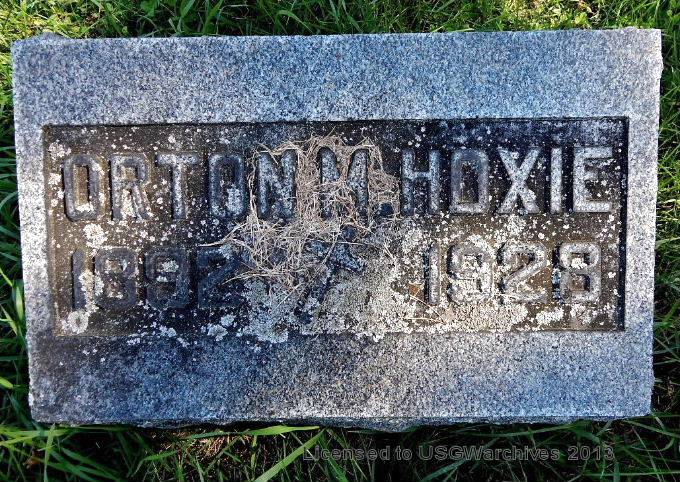 ORTON M. HOXIE
1892 1928
Licensed to USGWarchives 2013